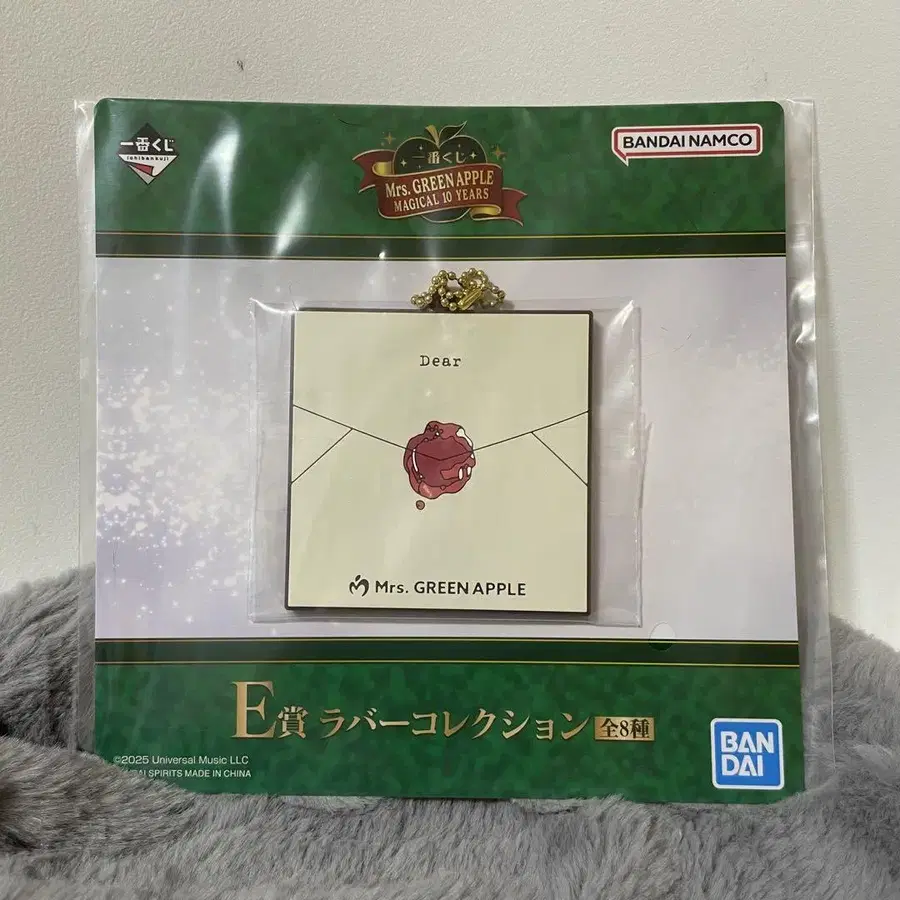 一番くじ
ichibankuji
一番くじ
Mrs. GREEN APPLE
MAGICAL 10 YEARS
BANDAI NAMCO
Dear
Mrs. GREEN APPLE
E賞 ラバーコレクション 全8種
©2025 Universal Music LLC
SPIRITS MADE IN CHINA
BAN
DAI